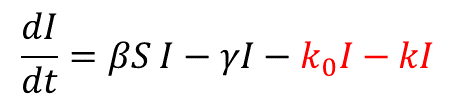 dI/dt = βS I − γI − k₀I − kI